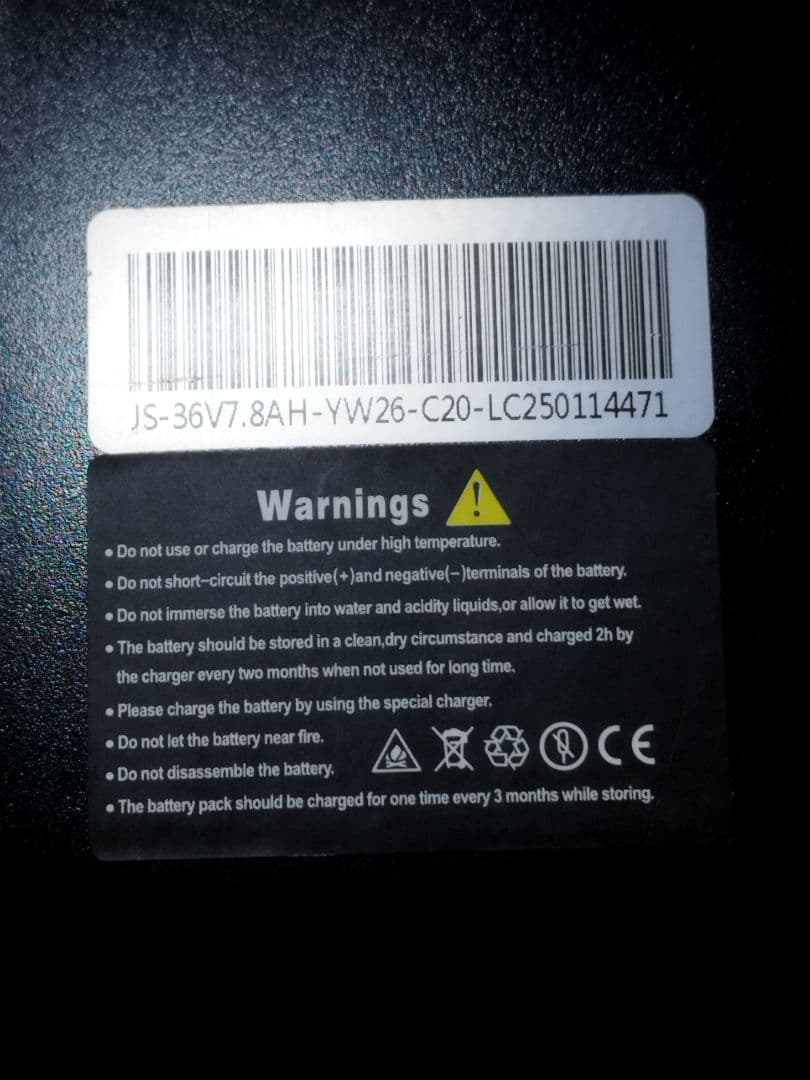 JS-36V7.8AH-YW26-C20-LC250114471
Warnings
• Do not use or charge the battery under high temperature.
• Do not short-circuit the positive(+)and negative(-)terminals of the battery.
• Do not immerse the battery into water and acidity liquids,or allow it to get wet.
• The battery should be stored in a clean,dry circumstance and charged 2h by
the charger every two months when not used for long time.
• Please charge the battery by using the special charger.
• Do not let the battery near fire.
• Do not disassemble the battery.
CE
• The battery pack should be charged for one time every 3 months while storing.